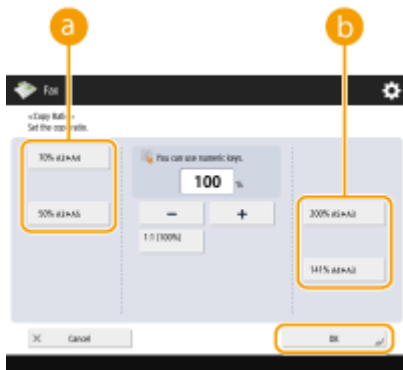 a
b
Fax
<Copy Ratio>
Set the copy ratio.
70% A3▶A4
You can use numeric keys.
100 %
50% A3▶A5
−
+
200% A5▶A3
1:1 [100%]
141% A4▶A3
Cancel
OK